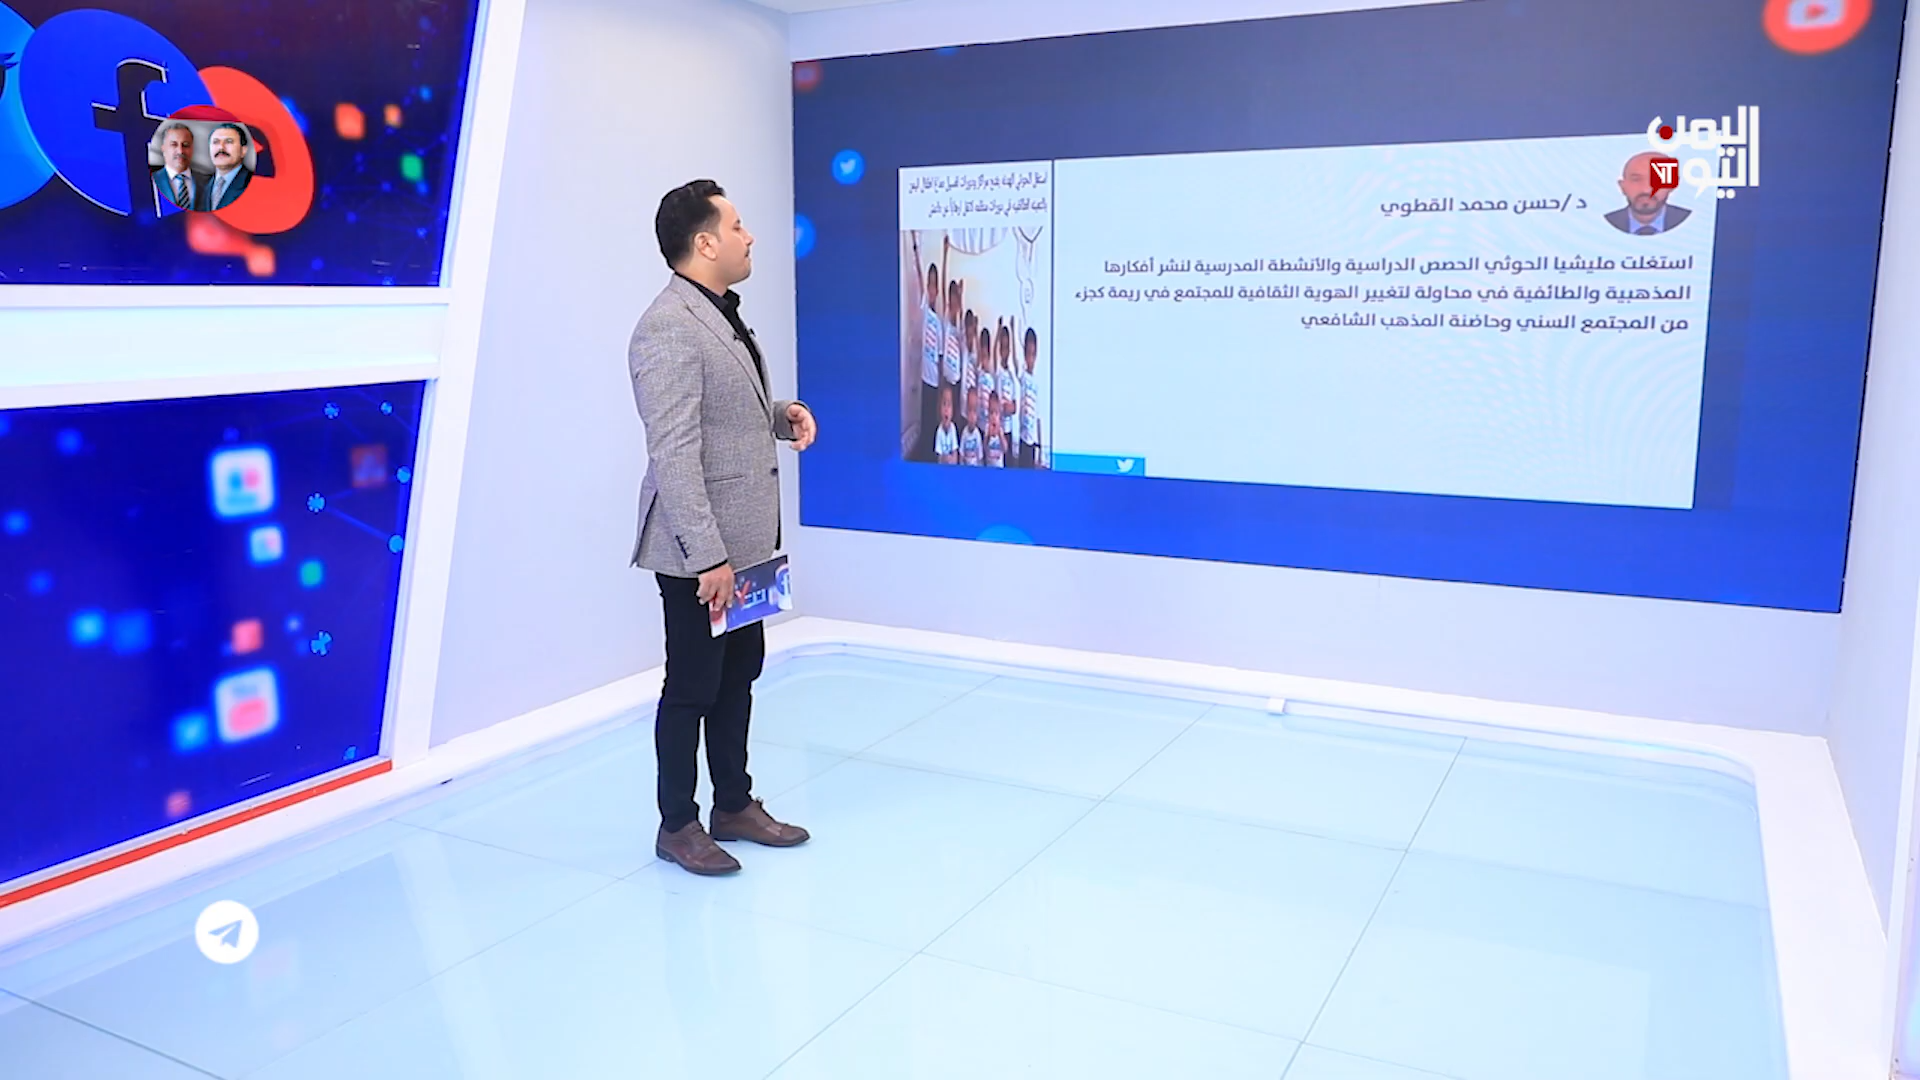 اليمن
اليوم
YT
د/حسن محمد القطوي
استغلت مليشيا الحوثي الحصص الدراسية والأنشطة المدرسية لنشر أفكارها
المذهبية والطائفية في محاولة لتغيير الهوية الثقافية للمجتمع في ريمة كجزء
من المجتمع السني وحاضنة المذهب الشافعي
f